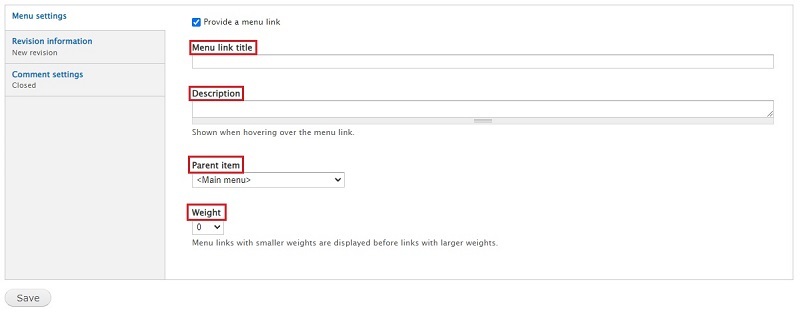 Menu settings
Provide a menu link
Revision information
New revision
Menu link title
Comment settings
Closed
Description
Shown when hovering over the menu link.
Parent item
<Main menu>
Weight
0
Menu links with smaller weights are displayed before links with larger weights.
Save